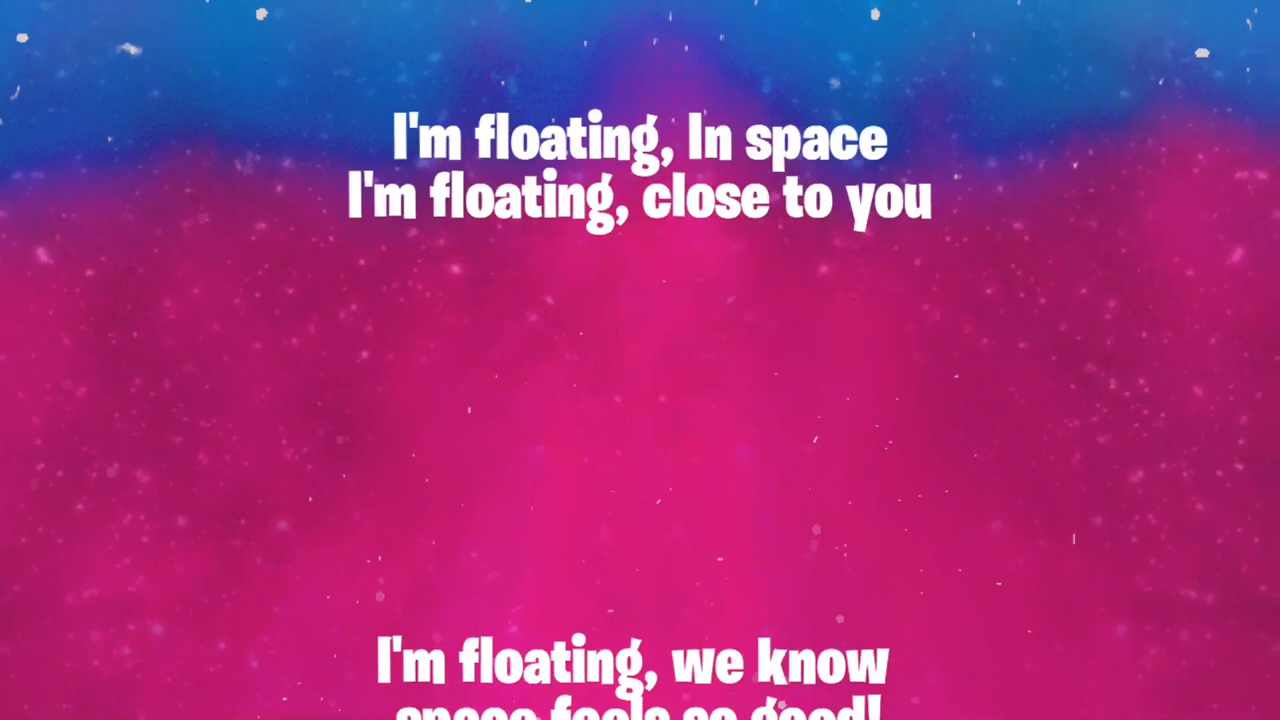 I'm floating, In space
I'm floating, close to you
I'm floating, we know
space feels so good!